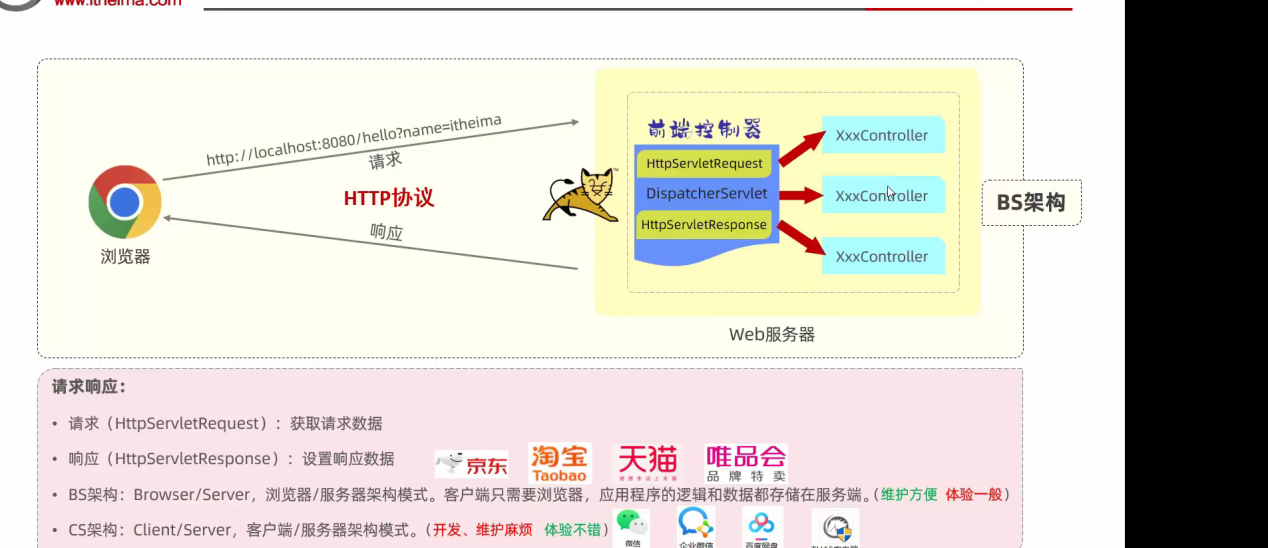 www.itheima.com
http://localhost:8080/hello?name=itheima
请求
HTTP协议
响应
浏览器
前端控制器
HttpServletRequest
DispatcherServlet
HttpServletResponse
XxxController
XxxController
XxxController
BS架构
Web服务器
请求响应：
• 请求（HttpServletRequest）：获取请求数据
• 响应（HttpServletResponse）：设置响应数据
京东
淘宝
Taobao
天猫
唯品会
品牌特卖
• BS架构：Browser/Server，浏览器/服务器架构模式。客户端只需要浏览器，应用程序的逻辑和数据都存储在服务端。（维护方便 体验一般）
• CS架构：Client/Server，客户端/服务器架构模式。（开发、维护麻烦 体验不错）
微信
企业微信
百度网盘